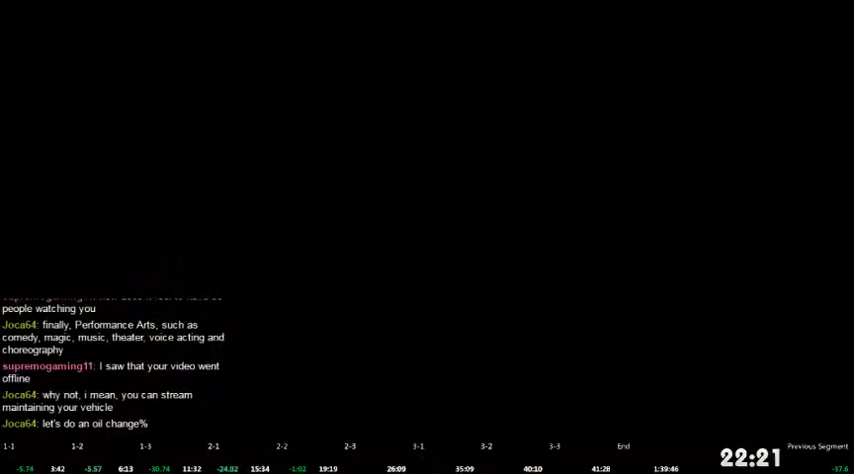 people watching you
Joca64: finally, Performance Arts, such as
comedy, magic, music, theater, voice acting and
choreography
supremogaming11: I saw that your video went
offline
Joca64: why not, i mean, you can stream
maintaining your vehicle
Joca64: let's do an oil change%
1-1 1-2 1-3 2-1 2-2 2-3 3-1 3-2 3-3 End
22:21 Previous Segment
-5.74 3:42 -5.57 6:13 -30.74 11:32 -24.92 15:34 -1:02 19:19 26:09 35:09 40:10 41:28 1:39:46 -37.6